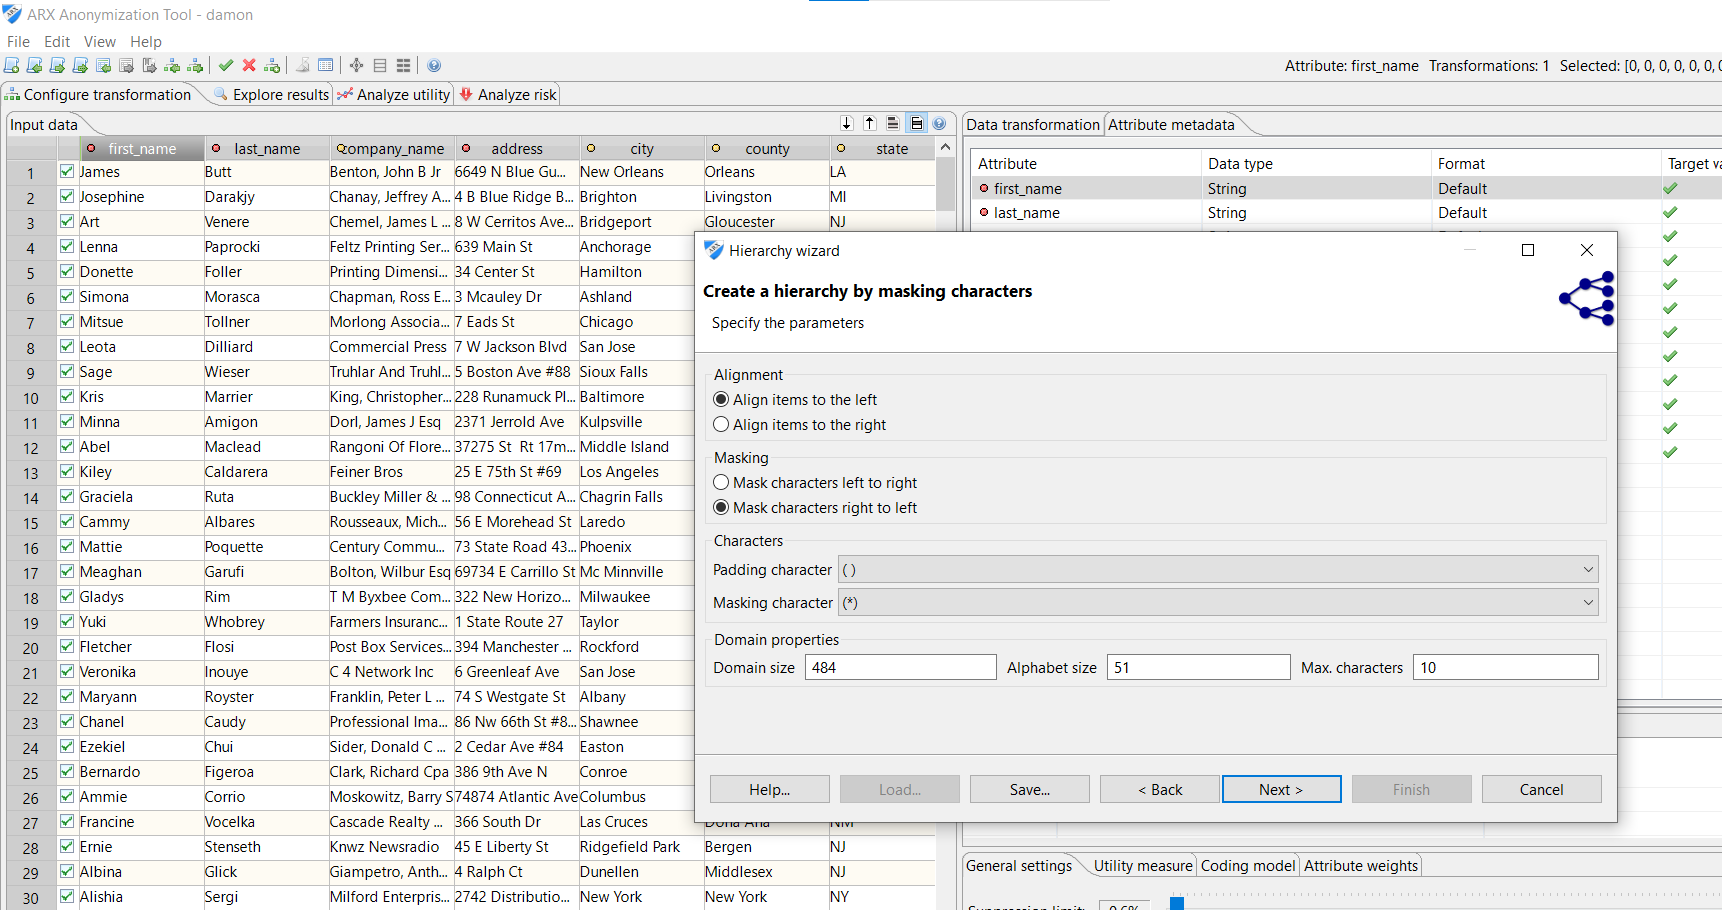 ARX Anonymization Tool - damon
File Edit View Help
Attribute: first_name Transformations: 1 Selected: [0, 0, 0, 0, 0, 0,
Configure transformation Explore results Analyze utility Analyze risk
Input data
first_name last_name company_name address city county state
1 James Butt Benton, John B Jr 6649 N Blue Gu... New Orleans Orleans LA
2 Josephine Darakjy Chanay, Jeffrey A... 4 B Blue Ridge B... Brighton Livingston MI
3 Art Venere Chemel, James L ... 8 W Cerritos Ave... Bridgeport Gloucester NJ
4 Lenna Paprocki Feltz Printing Ser... 639 Main St Anchorage
5 Donette Foller Printing Dimensi... 34 Center St Hamilton
6 Simona Morasca Chapman, Ross E... 3 Mcauley Dr Ashland
7 Mitsue Tollner Morlong Associa... 7 Eads St Chicago
8 Leota Dilliard Commercial Press 7 W Jackson Blvd San Jose
9 Sage Wieser Truhlar And Truhl... 5 Boston Ave #88 Sioux Falls
10 Kris Marrier King, Christopher... 228 Runamuck Pl... Baltimore
11 Minna Amigon Dorl, James J Esq 2371 Jerrold Ave Kulpsville
12 Abel Maclead Rangoni Of Flore... 37275 St Rt 17m... Middle Island
13 Kiley Caldarera Feiner Bros 25 E 75th St #69 Los Angeles
14 Graciela Ruta Buckley Miller & ... 98 Connecticut A... Chagrin Falls
15 Cammy Albares Rousseaux, Mich... 56 E Morehead St Laredo
16 Mattie Poquette Century Commu... 73 State Road 43... Phoenix
17 Meaghan Garufi Bolton, Wilbur Esq 69734 E Carrillo St Mc Minnville
18 Gladys Rim T M Byxbee Com... 322 New Horizo... Milwaukee
19 Yuki Whobrey Farmers Insuranc... 1 State Route 27 Taylor
20 Fletcher Flosi Post Box Services... 394 Manchester ... Rockford
21 Veronika Inouye C 4 Network Inc 6 Greenleaf Ave San Jose
22 Maryann Royster Franklin, Peter L ... 74 S Westgate St Albany
23 Chanel Caudy Professional Ima... 86 Nw 66th St #8... Shawnee
24 Ezekiel Chui Sider, Donald C ... 2 Cedar Ave #84 Easton
25 Bernardo Figeroa Clark, Richard Cpa 386 9th Ave N Conroe
26 Ammie Corrio Moskowitz, Barry S 74874 Atlantic Ave Columbus
27 Francine Vocelka Cascade Realty ... 366 South Dr Las Cruces Dona Ana NM
28 Ernie Stenseth Knwz Newsradio 45 E Liberty St Ridgefield Park Bergen NJ
29 Albina Glick Giampetro, Anth... 4 Ralph Ct Dunellen Middlesex NJ
30 Alishia Sergi Milford Enterpris... 2742 Distributio... New York New York NY
Data transformation Attribute metadata
Attribute Data type Format Target va
first_name String Default
last_name String Default
Hierarchy wizard
Create a hierarchy by masking characters
Specify the parameters
Alignment
Align items to the left
Align items to the right
Masking
Mask characters left to right
Mask characters right to left
Characters
Padding character ( )
Masking character (*)
Domain properties
Domain size 484 Alphabet size 51 Max. characters 10
Help... Load... Save... < Back Next > Finish Cancel
General settings Utility measure Coding model Attribute weights
Suppression limit: 0.6%